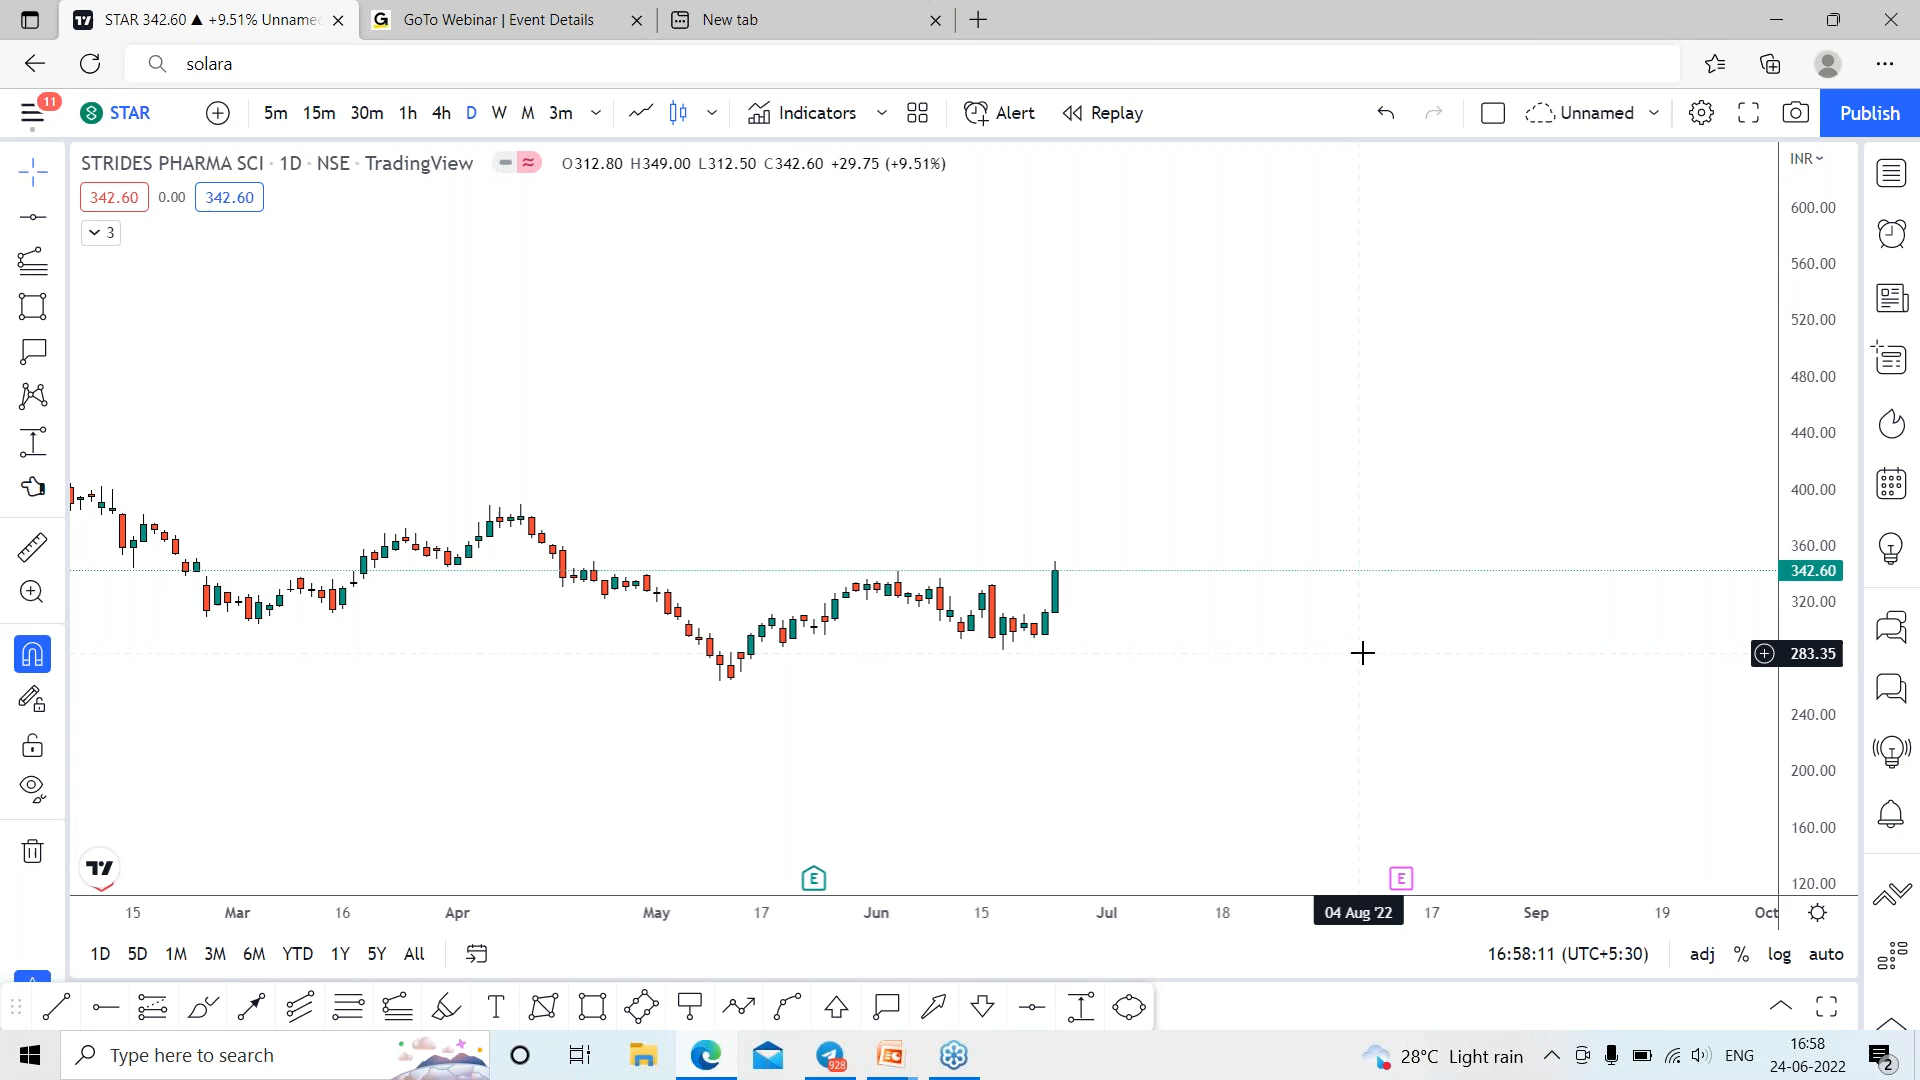 STAR 342.60 ▲ +9.51% Unname
GoTo Webinar | Event Details
New tab
solara
11
STAR
5m 15m 30m 1h 4h D W M 3m
Indicators
Alert
Replay
Unnamed
Publish
STRIDES PHARMA SCI · 1D · NSE · TradingView
O312.80 H349.00 L312.50 C342.60 +29.75 (+9.51%)
INR
342.60 0.00 342.60
3
600.00
560.00
520.00
480.00
440.00
400.00
360.00
342.60
320.00
283.35
240.00
200.00
160.00
120.00
E
E
15 Mar 16 Apr May 17 Jun 15 Jul 18 04 Aug '22 17 Sep 19 Oct
1D 5D 1M 3M 6M YTD 1Y 5Y All
16:58:11 (UTC+5:30)
adj % log auto
T
Type here to search
928
28°C Light rain
ENG
16:58
24-06-2022
2